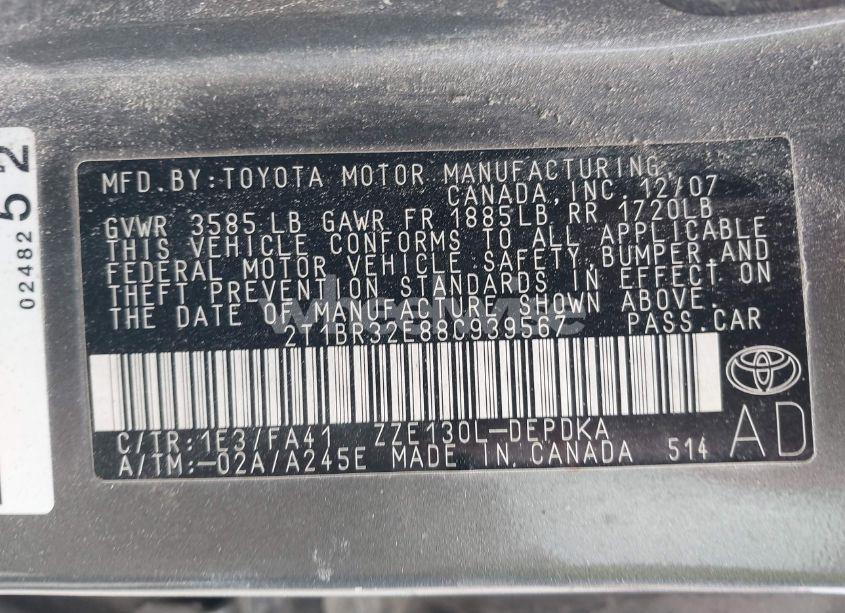 52
02482
MFD.BY:TOYOTA MOTOR MANUFACTURING,
CANADA,INC. 12/07
GVWR 3585 LB GAWR FR 1885LB RR 1720LB
THIS VEHICLE CONFORMS TO ALL APPLICABLE
FEDERAL MOTOR VEHICLE SAFETY, BUMPER,AND
THEFT PREVENTION STANDARDS IN EFFECT ON
THE DATE OF MANUFACTURE SHOWN ABOVE.
2T1BR32E88C939567 PASS.CAR
C/TR:1E3/FA41 ZZE130L-DEPDKA
A/TM:-02A/A245E MADE IN CANADA 514
AD